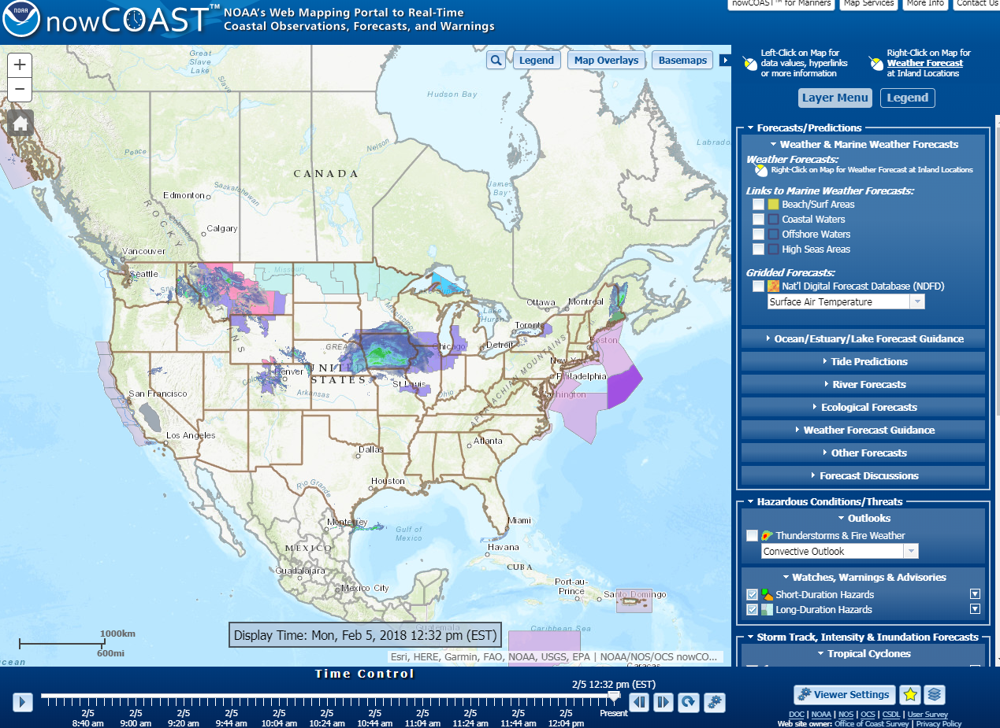 nowCOAST™
NOAA's Web Mapping Portal to Real-Time
Coastal Observations, Forecasts, and Warnings
NOAA
nowCOAST™ for Mariners
Map Services
More Info
Contact Us
+
−
Legend
Map Overlays
Basemaps
Great
Slave
Lake
Slave
Hudson Bay
Peace
Nelson
Labrado
CANADA
James
Bay
Edmonton
Saskatchewan
ROCKY
Columbia
Calgary
Vancouver
Seattle
Missouri
Lake Superior
Ottawa
Montreal
Lake
Huron
Toronto
Mississippi
Boston
GREAT
Chicago
Detroit
New York
Denver
UNITED
STATES
St Louis
Ohio
Philadelphia
Washington
APPALACHIAN MOUNTAINS
Arkansas
San Francisco
Los Angeles
Atlanta
Dallas
Houston
Rio Grande
Miami
Monterrey
Gulf of
Mexico
Havana
MEXICO
CUBA
Guadalajara
Mexico City
Port-au-
Prince
Santo Domingo
Guatemala
Caribbean Sea
Caracas
1000km
600mi
cean
Display Time: Mon, Feb 5, 2018 12:32 pm (EST)
Esri, HERE, Garmin, FAO, NOAA, USGS, EPA | NOAA/NOS/OCS nowCO...
Left-Click on Map for
data values, hyperlinks
or more information
Right-Click on Map for
Weather Forecast
at Inland Locations
Layer Menu
Legend
Forecasts/Predictions
Weather & Marine Weather Forecasts
Weather Forecasts:
Right-Click on Map for Weather Forecast at Inland Locations
Links to Marine Weather Forecasts:
Beach/Surf Areas
Coastal Waters
Offshore Waters
High Seas Areas
Gridded Forecasts:
Nat'l Digital Forecast Database (NDFD)
Surface Air Temperature
Ocean/Estuary/Lake Forecast Guidance
Tide Predictions
River Forecasts
Ecological Forecasts
Weather Forecast Guidance
Other Forecasts
Forecast Discussions
Hazardous Conditions/Threats
Outlooks
Thunderstorms & Fire Weather
Convective Outlook
Watches, Warnings & Advisories
Short-Duration Hazards
Long-Duration Hazards
Storm Track, Intensity & Inundation Forecasts
Tropical Cyclones
Time Control
2/5 12:32 pm (EST)
Present
2/5 2/5 2/5 2/5 2/5 2/5 2/5 2/5 2/5 2/5 2/5
8:40 am 9:00 am 9:20 am 9:44 am 10:04 am 10:24 am 10:44 am 11:04 am 11:24 am 11:44 am 12:04 pm
Viewer Settings
DOC | NOAA | NOS | OCS | CSDL | User Survey
Web site owner: Office of Coast Survey | Privacy Policy